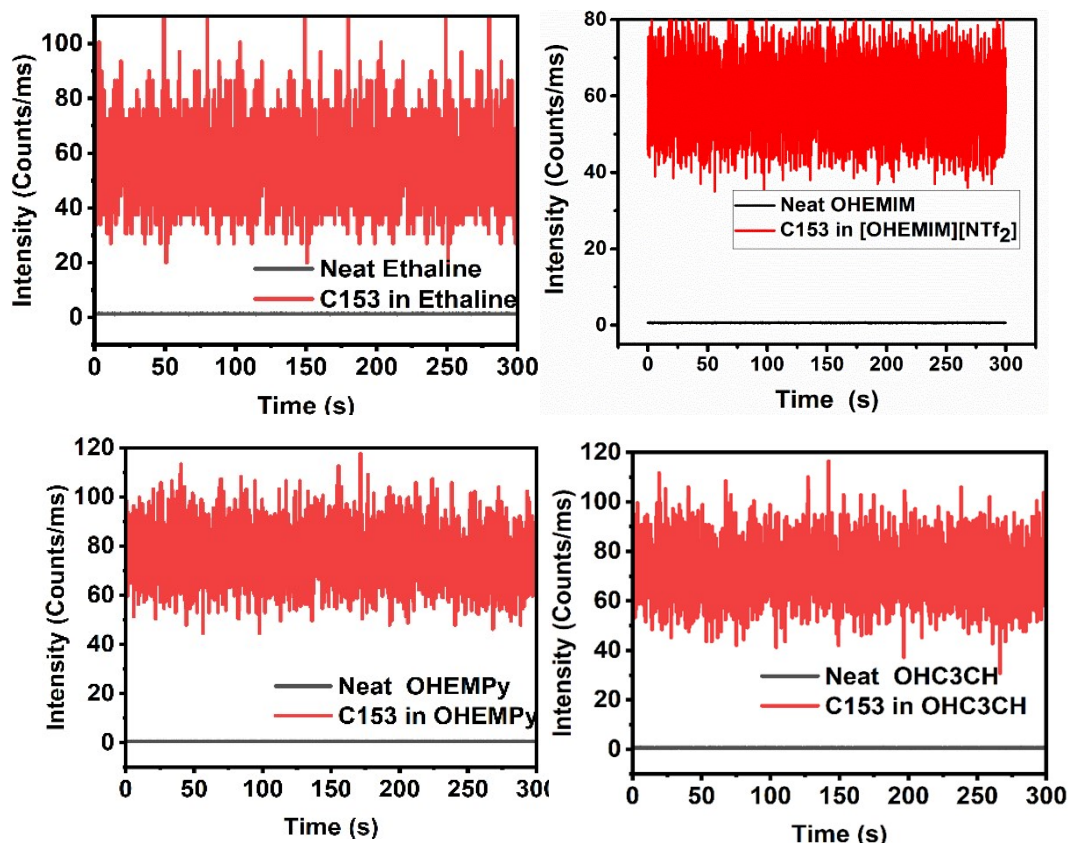 Intensity (Counts/ms)
100
80
60
40
20
0
Neat Ethaline
C153 in Ethaline
0 50 100 150 200 250 300
Time (s)
Intensity (Counts/ms)
80
60
40
20
0
Neat OHEMIM
C153 in [OHEMIM][NTf₂]
0 50 100 150 200 250 300
Time (s)
Intensity (Counts/ms)
120
100
80
60
40
20
0
Neat OHEMPy
C153 in OHEMPy
0 50 100 150 200 250 300
Time (s)
Intensity (Counts/ms)
120
100
80
60
40
20
0
Neat OHC3CH
C153 in OHC3CH
0 50 100 150 200 250 300
Time (s)